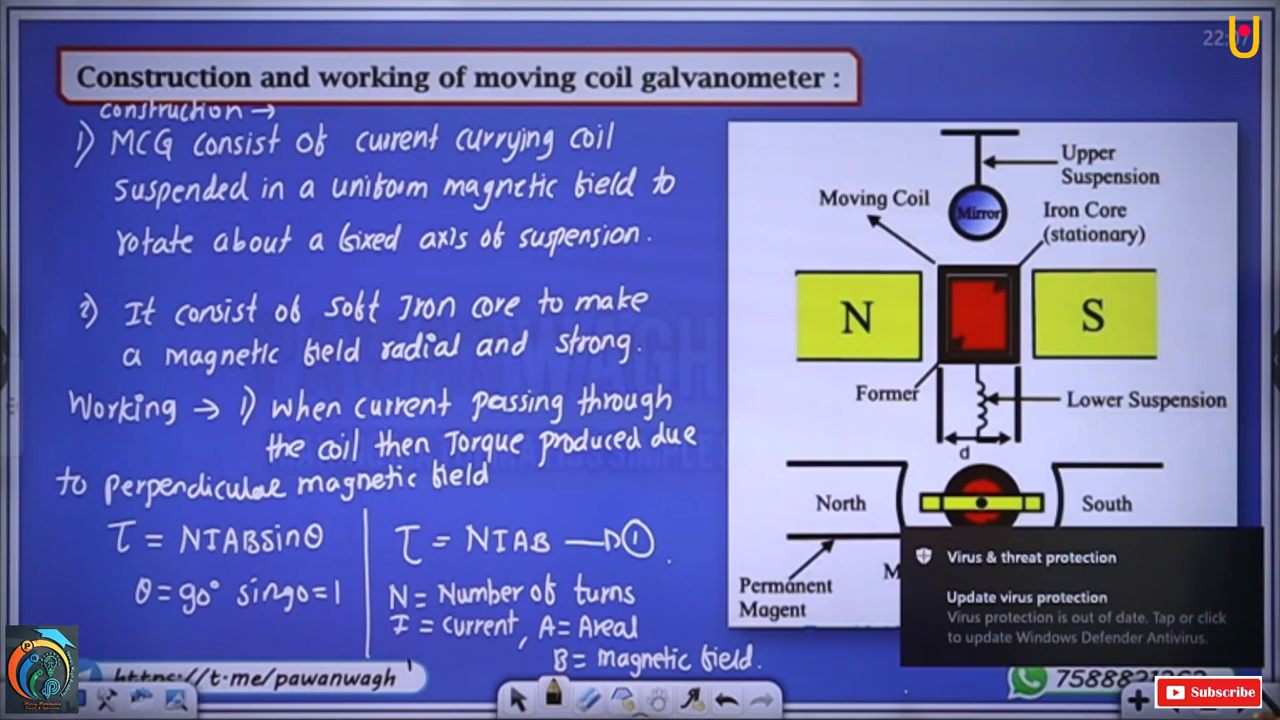 22:07
Construction and working of moving coil galvanometer :
construction →
1) MCG consist of current currying coil
suspended in a uniform magnetic field to
rotate about a fixed axis of suspension.
2) It consist of soft Iron core to make
a magnetic field radial and strong.
Working → 1) when current passing through
the coil then Torque produced due
to perpendicular magnetic field
τ = NIABsinθ
θ = 90° sin90 = 1
τ = NIAB → ①
N = Number of turns
I = current, A = Areal
B = magnetic field.
Upper
Suspension
Moving Coil
Mirror
Iron Core
(stationary)
N
S
Former
Lower Suspension
d
North
South
Permanent
Magent
M
Virus & threat protection
Update virus protection
Virus protection is out of date. Tap or click
to update Windows Defender Antivirus.
https://t.me/pawanwagh
Subscribe